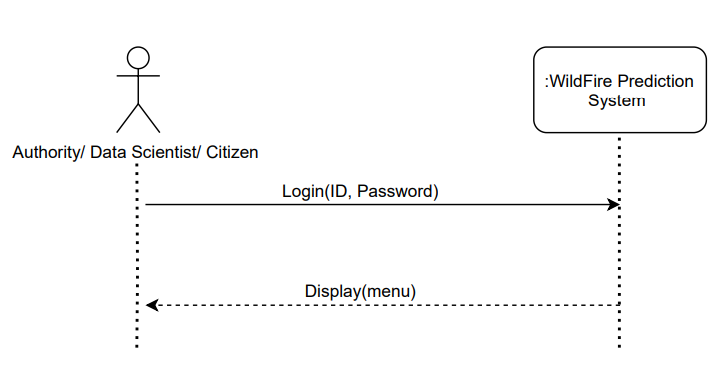 :WildFire Prediction
System
Authority/ Data Scientist/ Citizen
Login(ID, Password)
Display(menu)